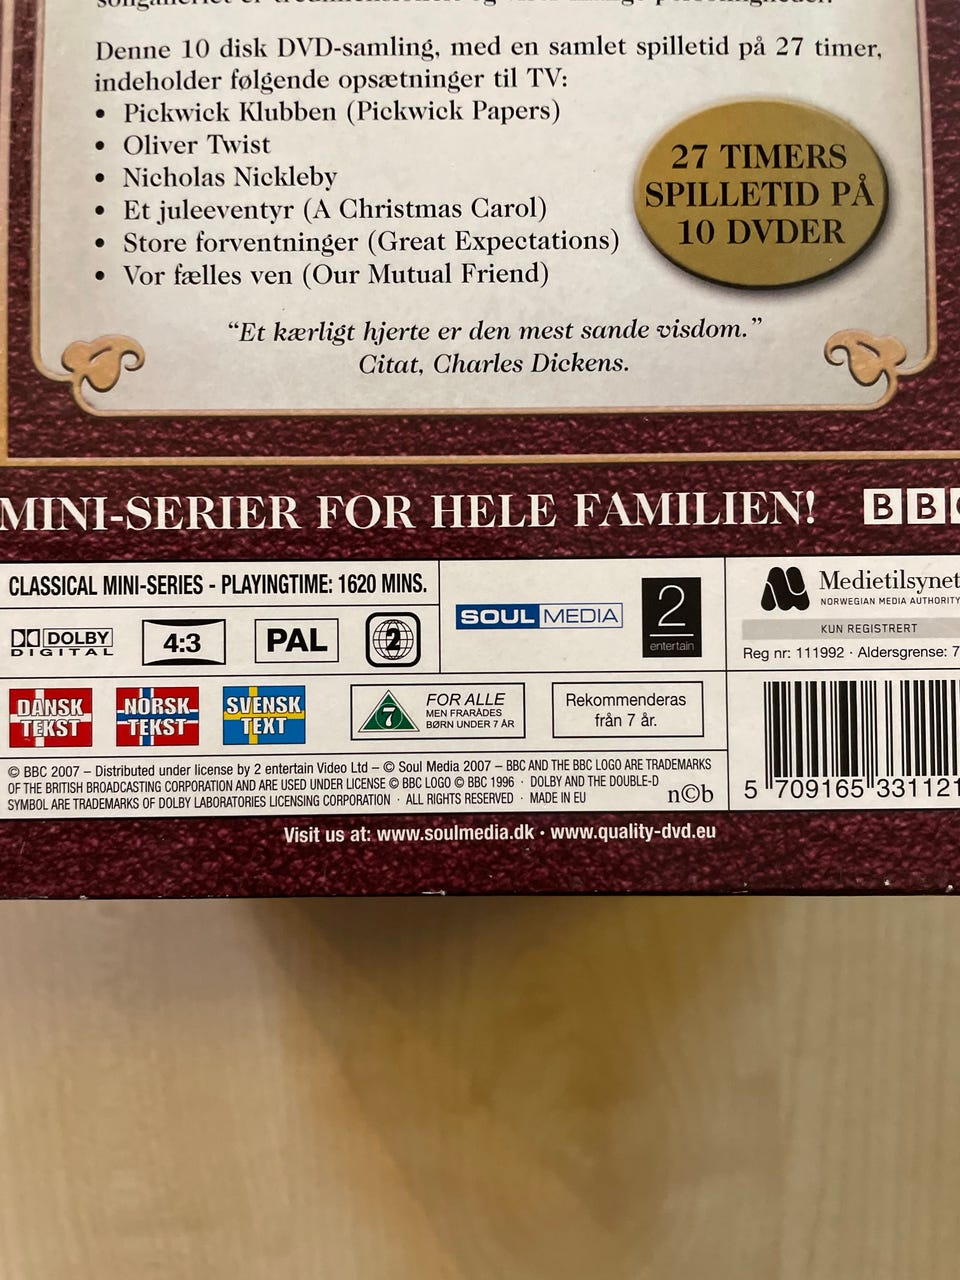 Denne 10 disk DVD-samling, med en samlet spilletid på 27 timer,
indeholder følgende opsætninger til TV:
• Pickwick Klubben (Pickwick Papers)
• Oliver Twist
• Nicholas Nickleby
• Et juleeventyr (A Christmas Carol)
• Store forventninger (Great Expectations)
• Vor fælles ven (Our Mutual Friend)
27 TIMERS
SPILLETID PÅ
10 DVDER
“Et kærligt hjerte er den mest sande visdom.”
Citat, Charles Dickens.
MINI-SERIER FOR HELE FAMILIEN!
BBC
CLASSICAL MINI-SERIES - PLAYINGTIME: 1620 MINS.
DOLBY
DIGITAL
4:3
PAL
2
SOUL MEDIA
2
entertain
Medietilsynet
NORWEGIAN MEDIA AUTHORITY
KUN REGISTRERT
Reg nr: 111992 · Aldersgrense: 7
DANSK
TEKST
NORSK
TEKST
SVENSK
TEXT
7
FOR ALLE
MEN FRARÅDES
BØRN UNDER 7 ÅR
Rekommenderas
från 7 år.
© BBC 2007 – Distributed under license by 2 entertain Video Ltd – © Soul Media 2007 – BBC AND THE BBC LOGO ARE TRADEMARKS
OF THE BRITISH BROADCASTING CORPORATION AND ARE USED UNDER LICENSE © BBC LOGO © BBC 1996 · DOLBY AND THE DOUBLE-D
SYMBOL ARE TRADEMARKS OF DOLBY LABORATORIES LICENSING CORPORATION · ALL RIGHTS RESERVED · MADE IN EU
n©b
5 709165 331121
Visit us at: www.soulmedia.dk • www.quality-dvd.eu